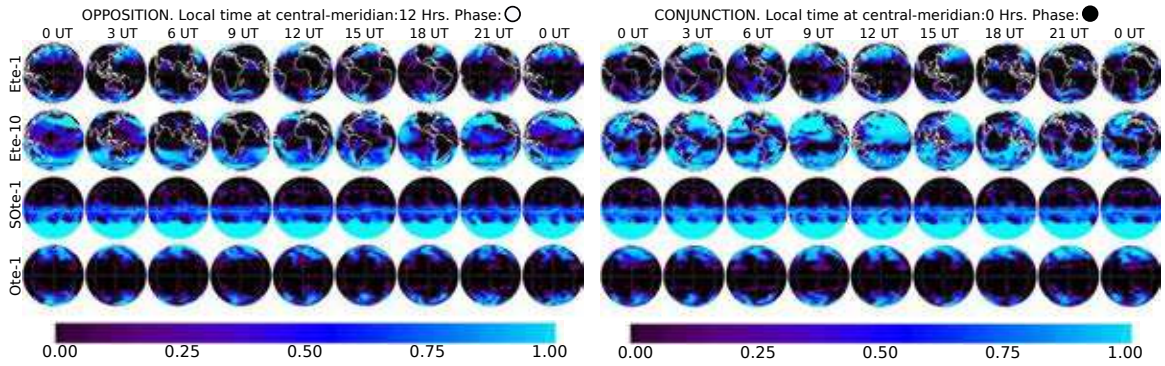 OPPOSITION. Local time at central-meridian:12 Hrs. Phase:
0 UT 3 UT 6 UT 9 UT 12 UT 15 UT 18 UT 21 UT 0 UT
Ete-1
Ete-10
SOte-1
Ote-1
0.00 0.25 0.50 0.75 1.00
CONJUNCTION. Local time at central-meridian:0 Hrs. Phase:
0 UT 3 UT 6 UT 9 UT 12 UT 15 UT 18 UT 21 UT 0 UT
0.00 0.25 0.50 0.75 1.00